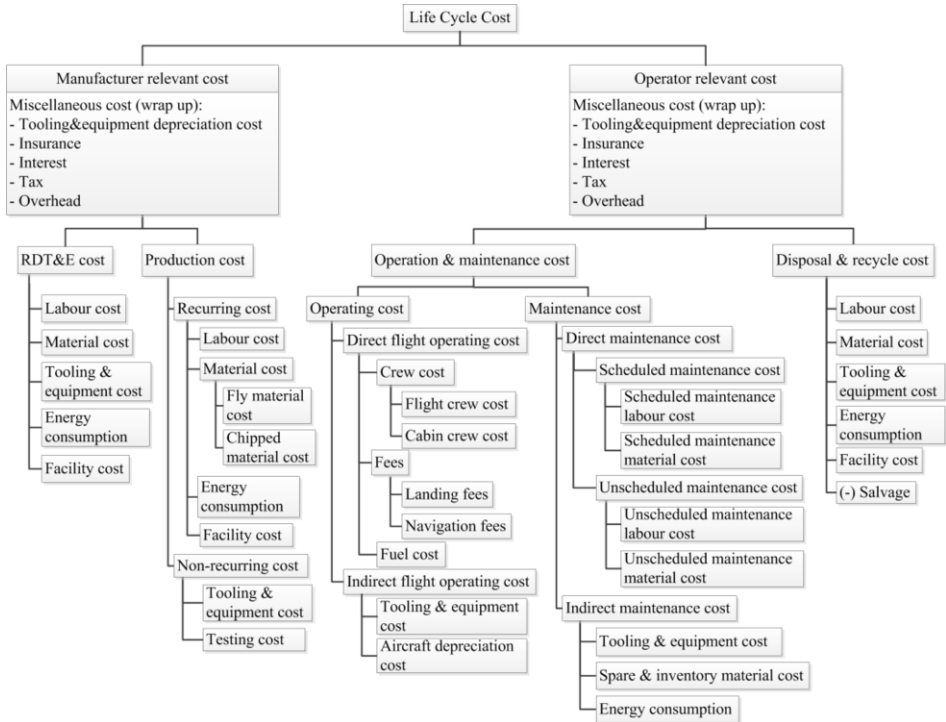 Life Cycle Cost
Manufacturer relevant cost
Miscellaneous cost (wrap up):
- Tooling&equipment depreciation cost
- Insurance
- Interest
- Tax
- Overhead
Operator relevant cost
Miscellaneous cost (wrap up):
- Tooling&equipment depreciation cost
- Insurance
- Interest
- Tax
- Overhead
RDT&E cost
Labour cost
Material cost
Tooling &
equipment cost
Energy
consumption
Facility cost
Production cost
Recurring cost
Labour cost
Material cost
Fly material
cost
Chipped
material cost
Energy
consumption
Facility cost
Non-recurring cost
Tooling &
equipment cost
Testing cost
Operation & maintenance cost
Operating cost
Direct flight operating cost
Crew cost
Flight crew cost
Cabin crew cost
Fees
Landing fees
Navigation fees
Fuel cost
Indirect flight operating cost
Tooling & equipment
cost
Aircraft depreciation
cost
Maintenance cost
Direct maintenance cost
Scheduled maintenance cost
Scheduled maintenance
labour cost
Scheduled maintenance
material cost
Unscheduled maintenance cost
Unscheduled maintenance
labour cost
Unscheduled maintenance
material cost
Indirect maintenance cost
Tooling & equipment cost
Spare & inventory material cost
Energy consumption
Disposal & recycle cost
Labour cost
Material cost
Tooling &
equipment cost
Energy
consumption
Facility cost
(-) Salvage